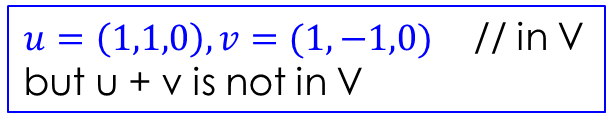 u = (1,1,0), v = (1, −1,0) // in V
but u + v is not in V